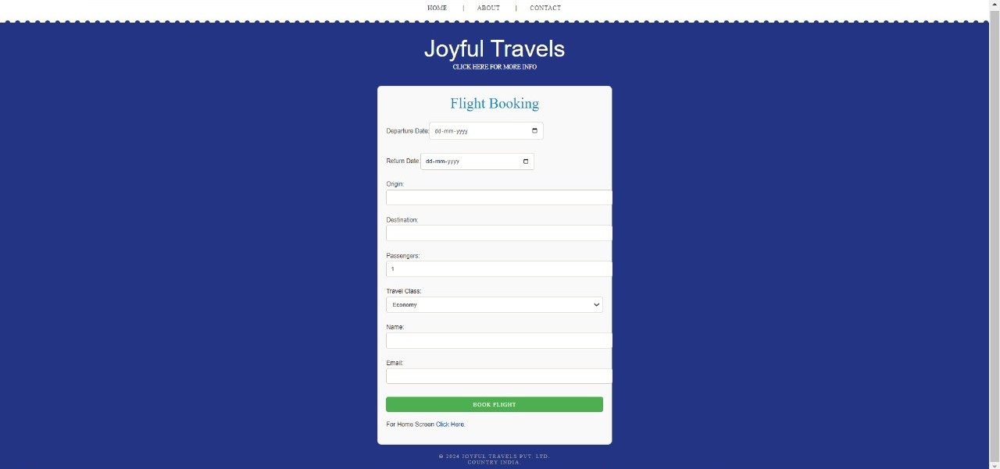 HOME | ABOUT | CONTACT
Joyful Travels
CLICK HERE FOR MORE INFO
Flight Booking
Departure Date: dd-mm-yyyy
Return Date: dd-mm-yyyy
Origin:
Destination:
Passengers:
1
Travel Class:
Economy
Name:
Email:
BOOK FLIGHT
For Home Screen Click Here.
© 2024 JOYFUL TRAVELS PVT. LTD.
COUNTRY INDIA.